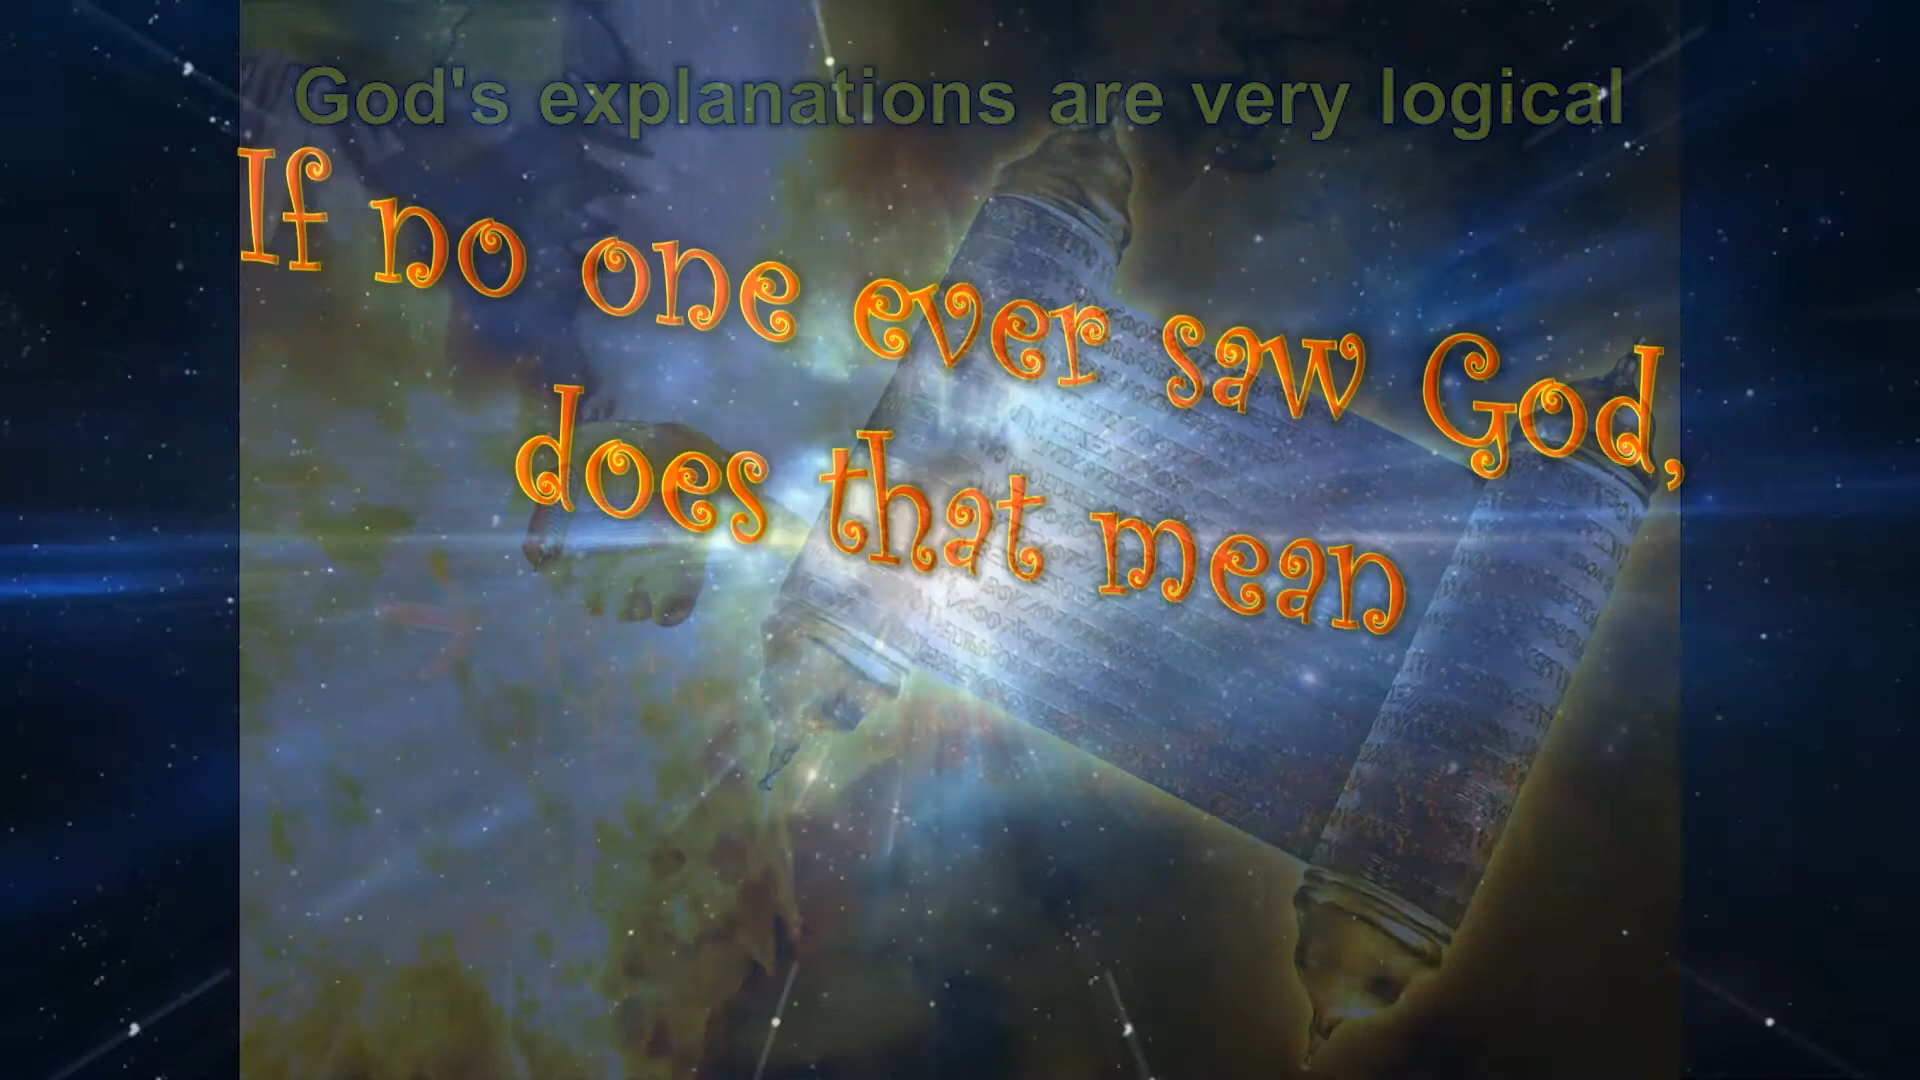 God's explanations are very logical
If no one ever saw God,
does that mean